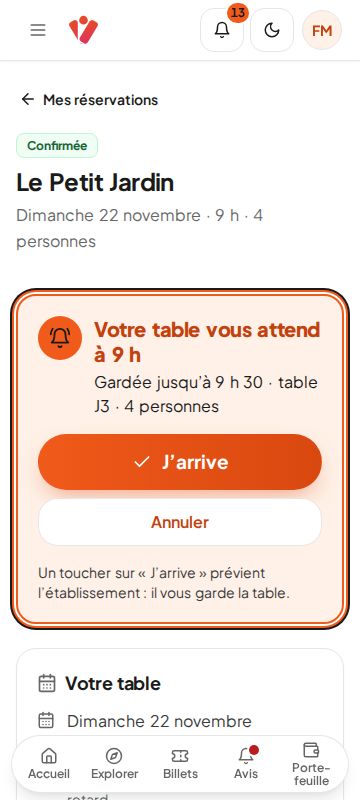 13
FM
Mes réservations
Confirmée
Le Petit Jardin
Dimanche 22 novembre · 9 h · 4
personnes
Votre table vous attend
à 9 h
Gardée jusqu’à 9 h 30 · table
J3 · 4 personnes
J’arrive
Annuler
Un toucher sur « J’arrive » prévient
l’établissement : il vous garde la table.
Votre table
Dimanche 22 novembre
Accueil
Explorer
Billets
Avis
Porte-
feuille
retard